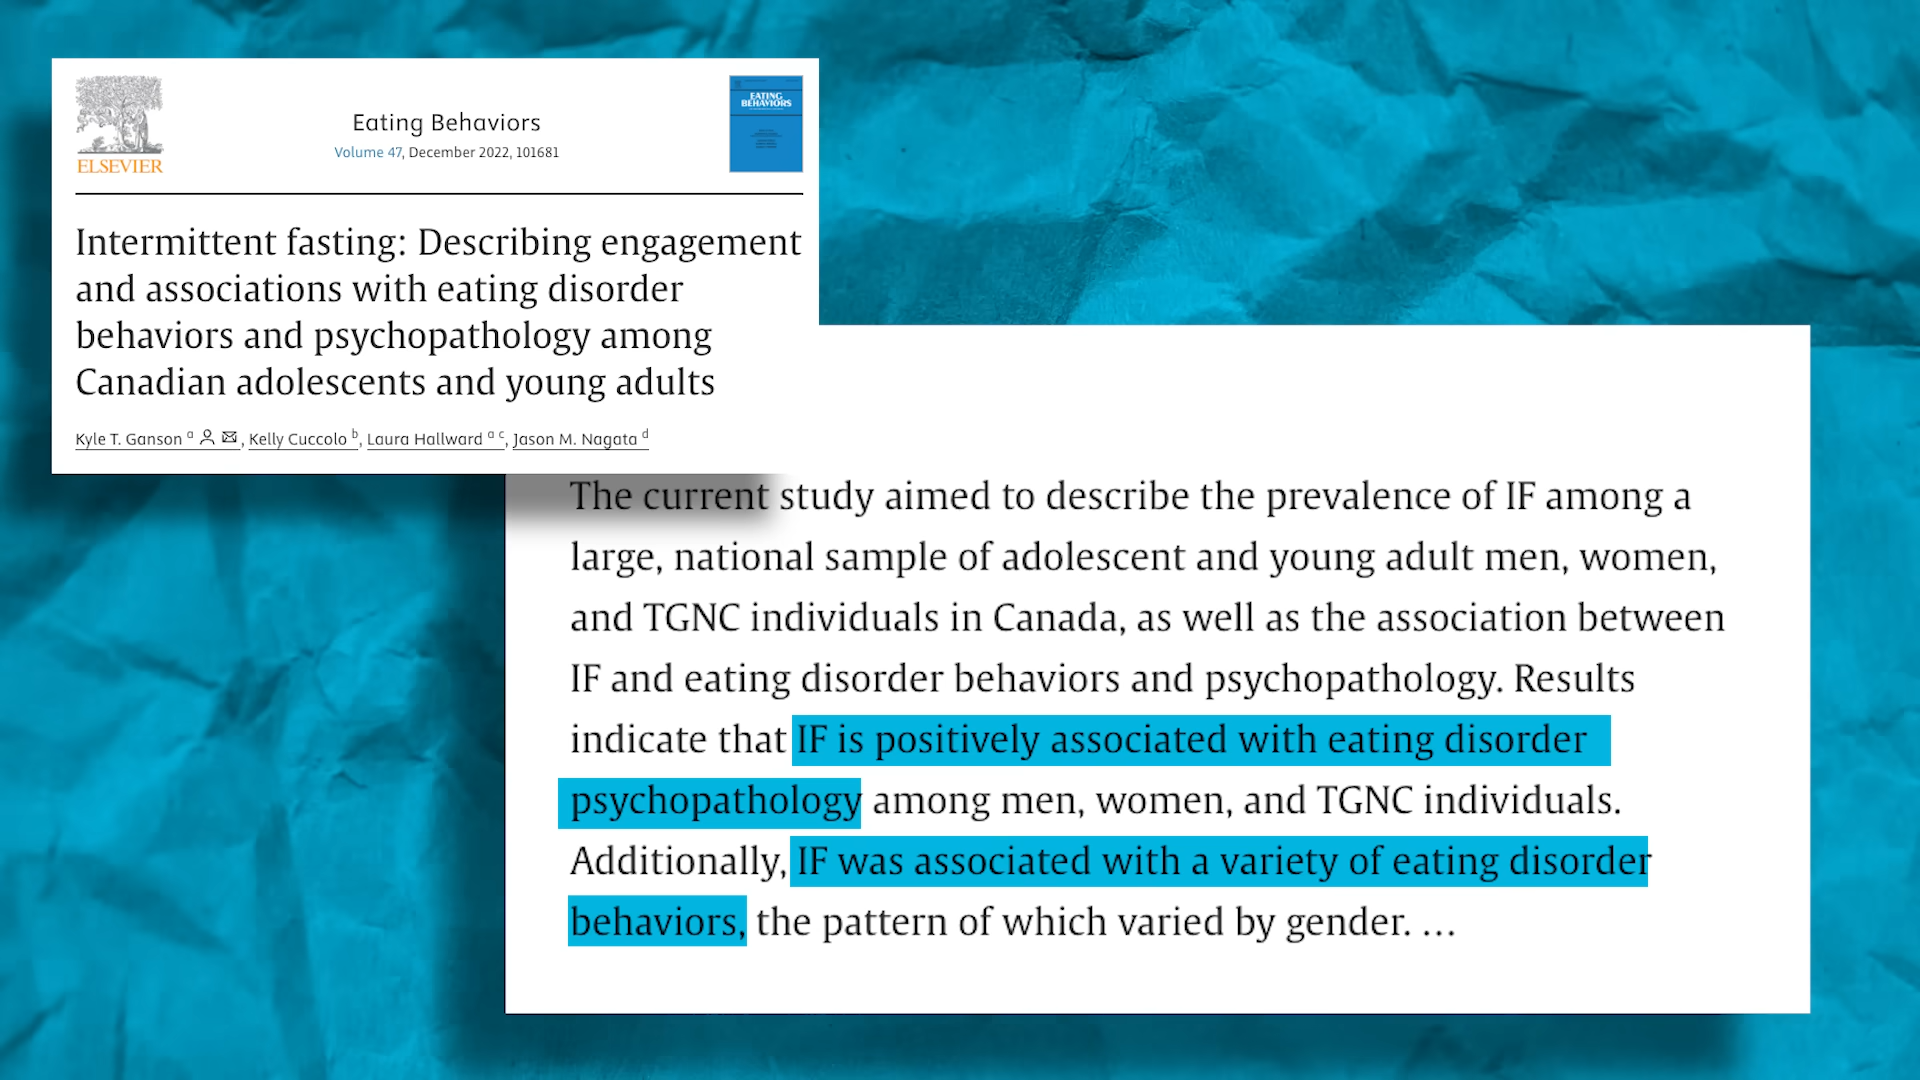 ELSEVIER
Eating Behaviors
Volume 47, December 2022, 101681
EATING
BEHAVIORS
Intermittent fasting: Describing engagement
and associations with eating disorder
behaviors and psychopathology among
Canadian adolescents and young adults
Kyle T. Ganson a, Kelly Cuccolo b, Laura Hallward a c, Jason M. Nagata d
The current study aimed to describe the prevalence of IF among a
large, national sample of adolescent and young adult men, women,
and TGNC individuals in Canada, as well as the association between
IF and eating disorder behaviors and psychopathology. Results
indicate that IF is positively associated with eating disorder
psychopathology among men, women, and TGNC individuals.
Additionally, IF was associated with a variety of eating disorder
behaviors, the pattern of which varied by gender. ...